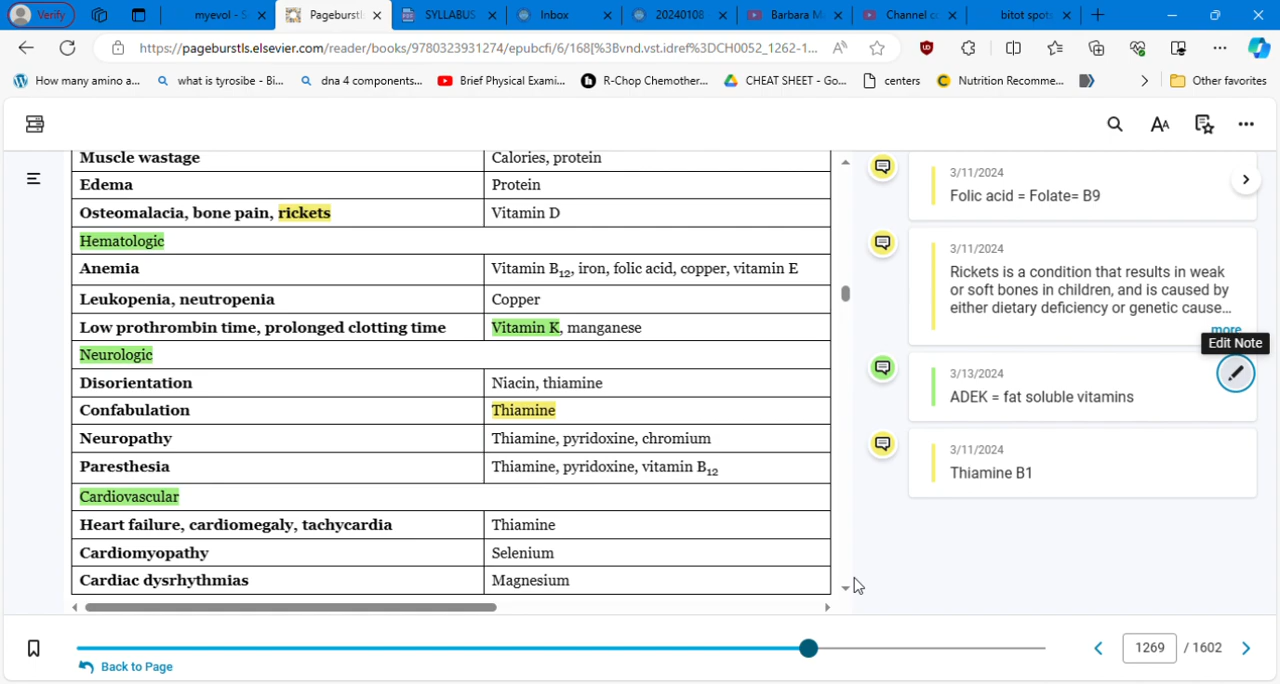 Verify
myevol - S
Pageburstl
SYLLABUS
Inbox
20240108
Barbara M
Channel co
bitot spots
https://pageburstls.elsevier.com/reader/books/9780323931274/epubcfi/6/168[%3Bvnd.vst.idref%3DCH0052_1262-1...
How many amino a...
what is tyrosibe - Bi...
dna 4 components...
Brief Physical Exami...
R-Chop Chemother...
CHEAT SHEET - Go...
centers
Nutrition Recomme...
Other favorites
Muscle wastage Calories, protein
Edema Protein
Osteomalacia, bone pain, rickets Vitamin D
Hematologic
Anemia Vitamin B12, iron, folic acid, copper, vitamin E
Leukopenia, neutropenia Copper
Low prothrombin time, prolonged clotting time Vitamin K, manganese
Neurologic
Disorientation Niacin, thiamine
Confabulation Thiamine
Neuropathy Thiamine, pyridoxine, chromium
Paresthesia Thiamine, pyridoxine, vitamin B12
Cardiovascular
Heart failure, cardiomegaly, tachycardia Thiamine
Cardiomyopathy Selenium
Cardiac dysrhythmias Magnesium
3/11/2024
Folic acid = Folate= B9
3/11/2024
Rickets is a condition that results in weak
or soft bones in children, and is caused by
either dietary deficiency or genetic cause...
more
Edit Note
3/13/2024
ADEK = fat soluble vitamins
3/11/2024
Thiamine B1
Back to Page
1269 / 1602